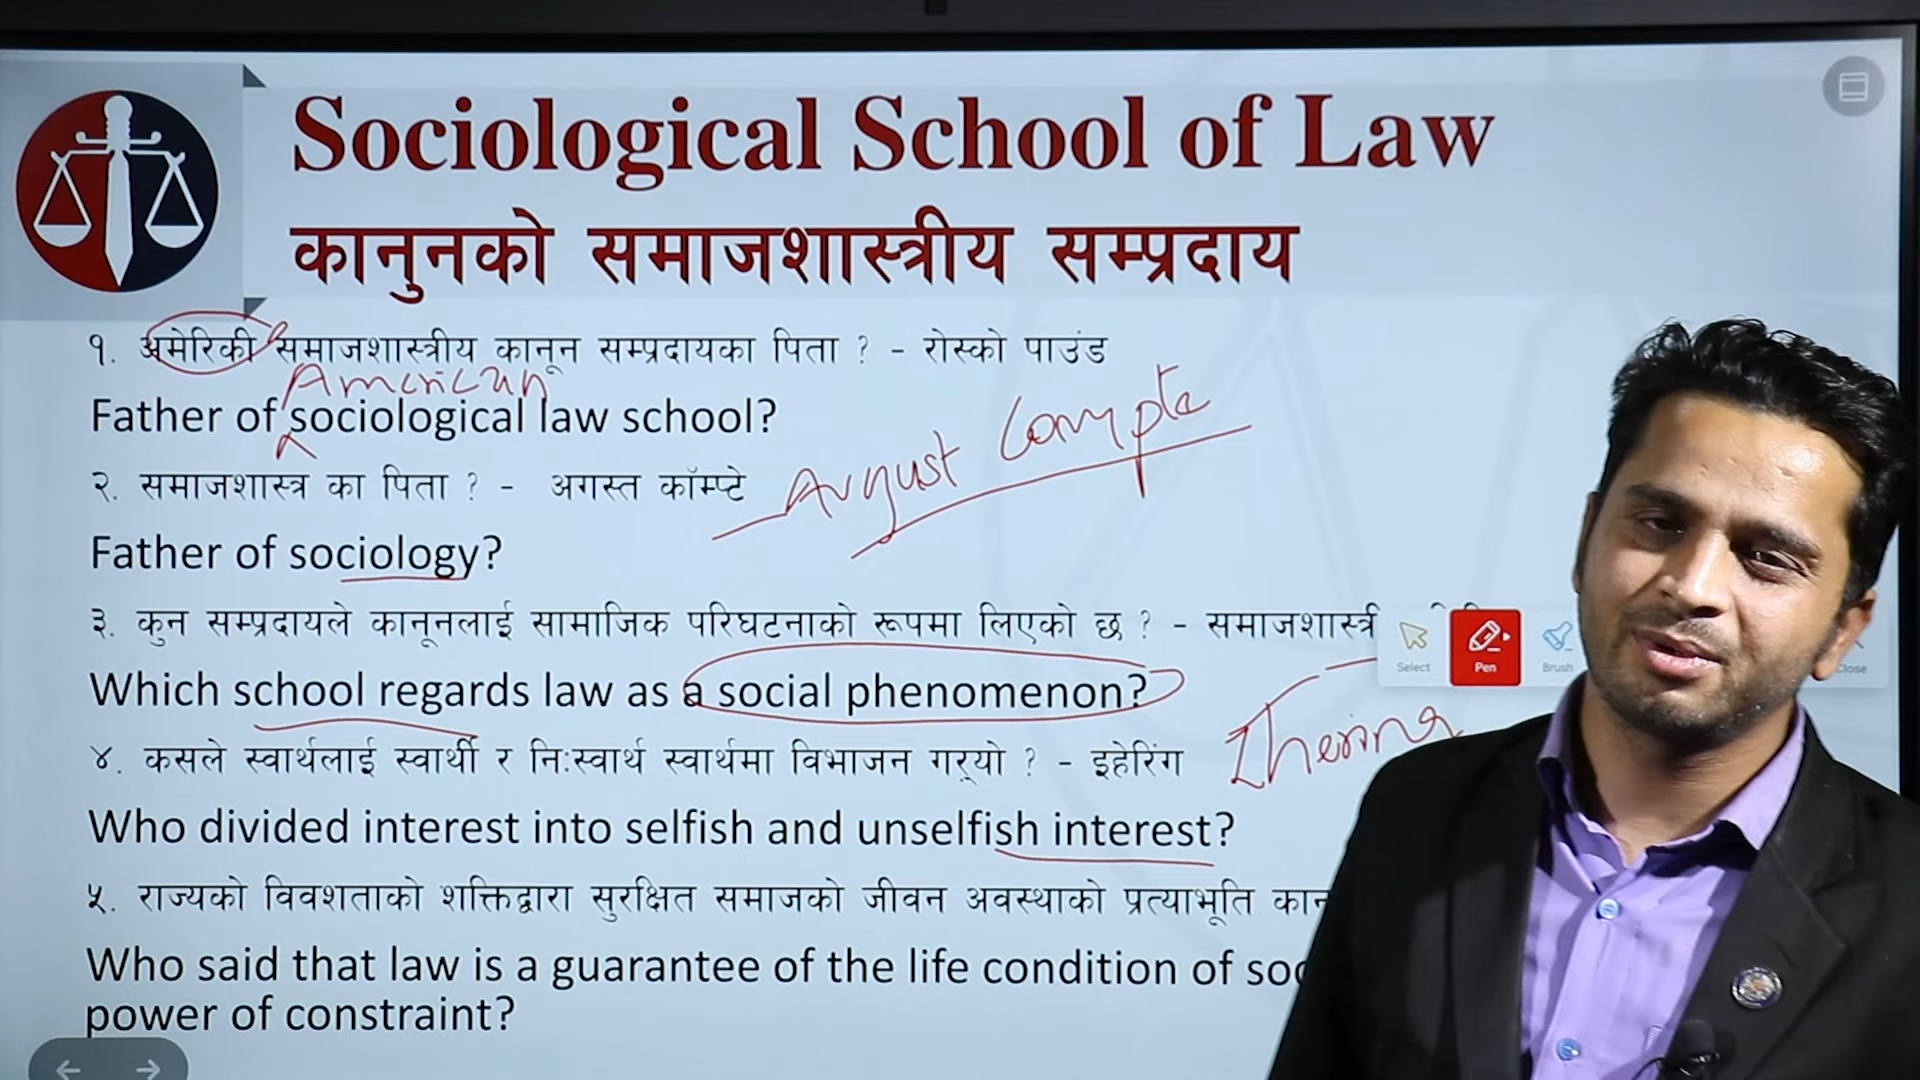 Sociological School of Law
कानुनको समाजशास्त्रीय सम्प्रदाय
१. अमेरिकी समाजशास्त्रीय कानून सम्प्रदायका पिता ? - रोस्को पाउंड
American
Father of sociological law school?
२. समाजशास्त्र का पिता ? - अगस्त कॉम्प्टे
August Compte
Father of sociology?
३. कुन सम्प्रदायले कानूनलाई सामाजिक परिघटनाको रूपमा लिएको छ ? -
Select Pen Brush Close
Which school regards law as a social phenomenon?
Ihering
४. कसले स्वार्थलाई स्वार्थी र नि:स्वार्थ स्वार्थमा विभाजन गर्‍यो ? - इहेरिंग
Who divided interest into selfish and unselfish interest?
५. राज्यको विवशताको शक्तिद्वारा सुरक्षित समाजको जीवन अवस्थाको प्रत्याभूति
Who said that law is a guarantee of the life condition of
power of constraint?